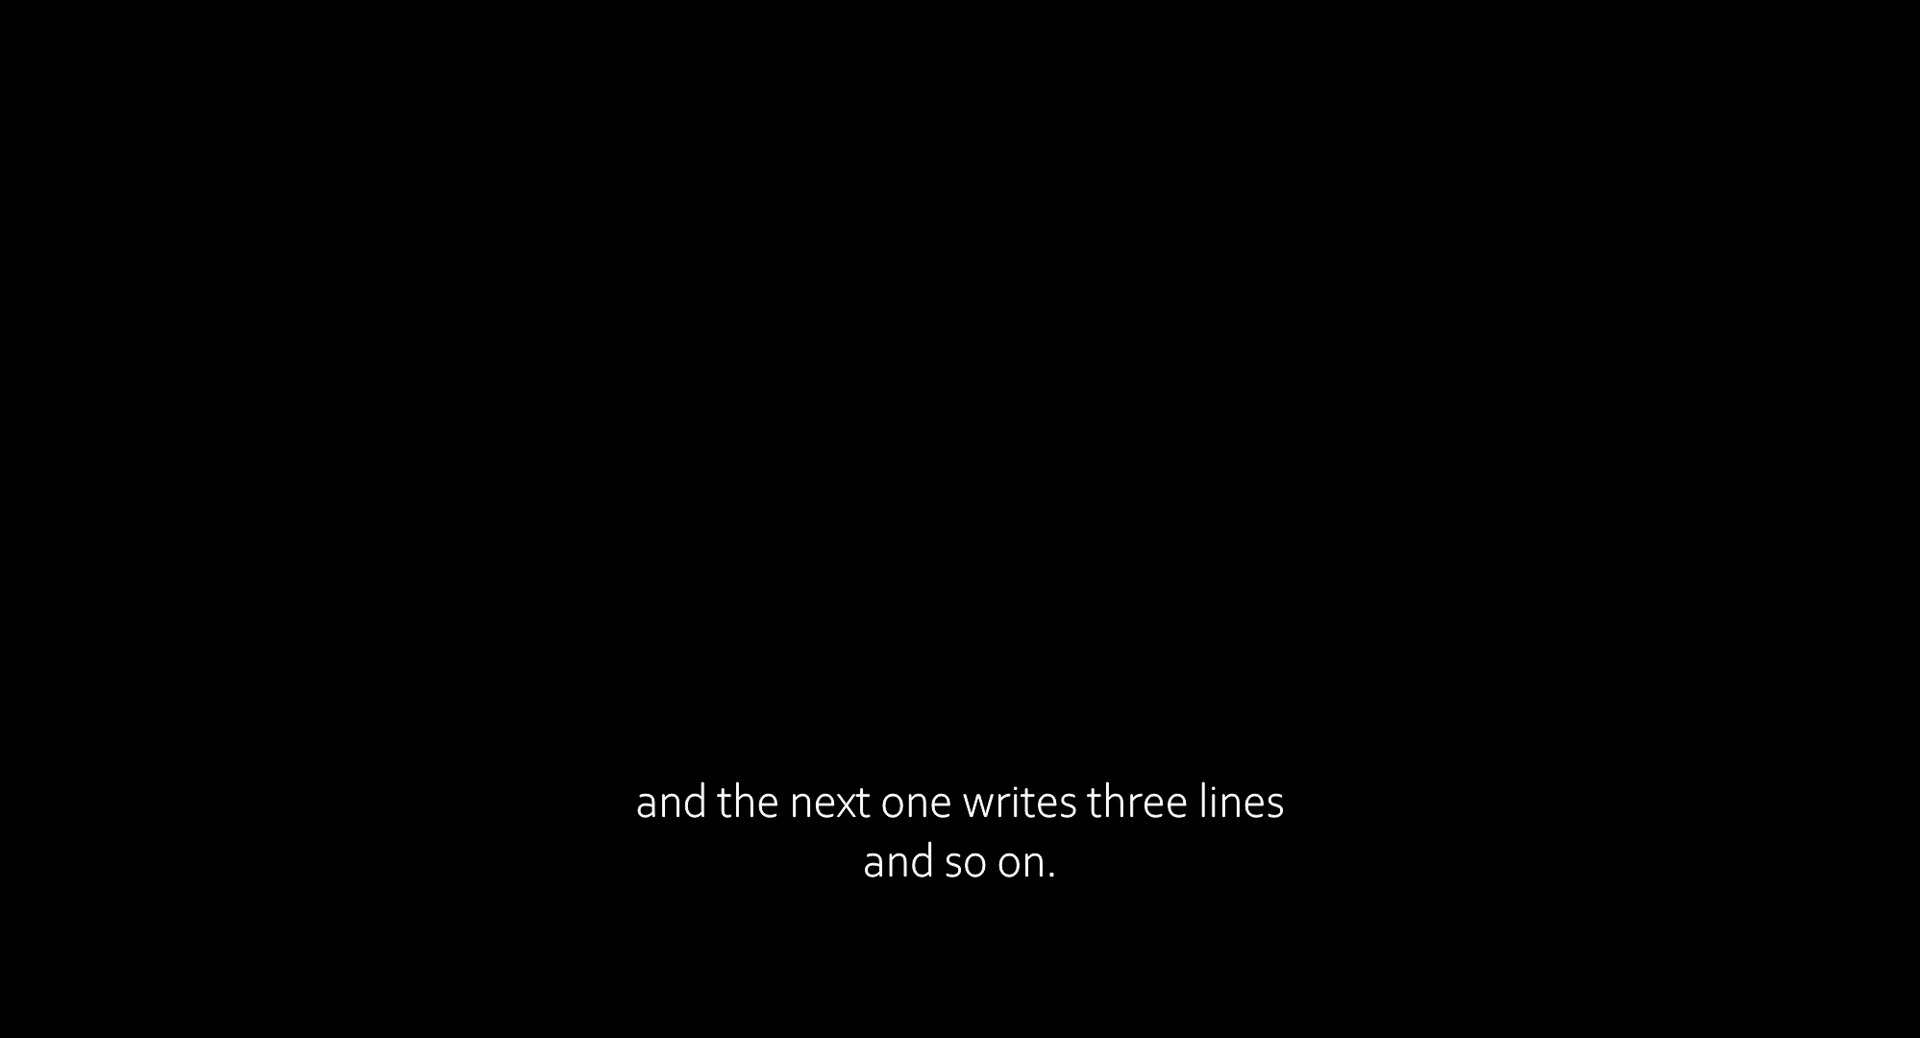 and the next one writes three lines
and so on.